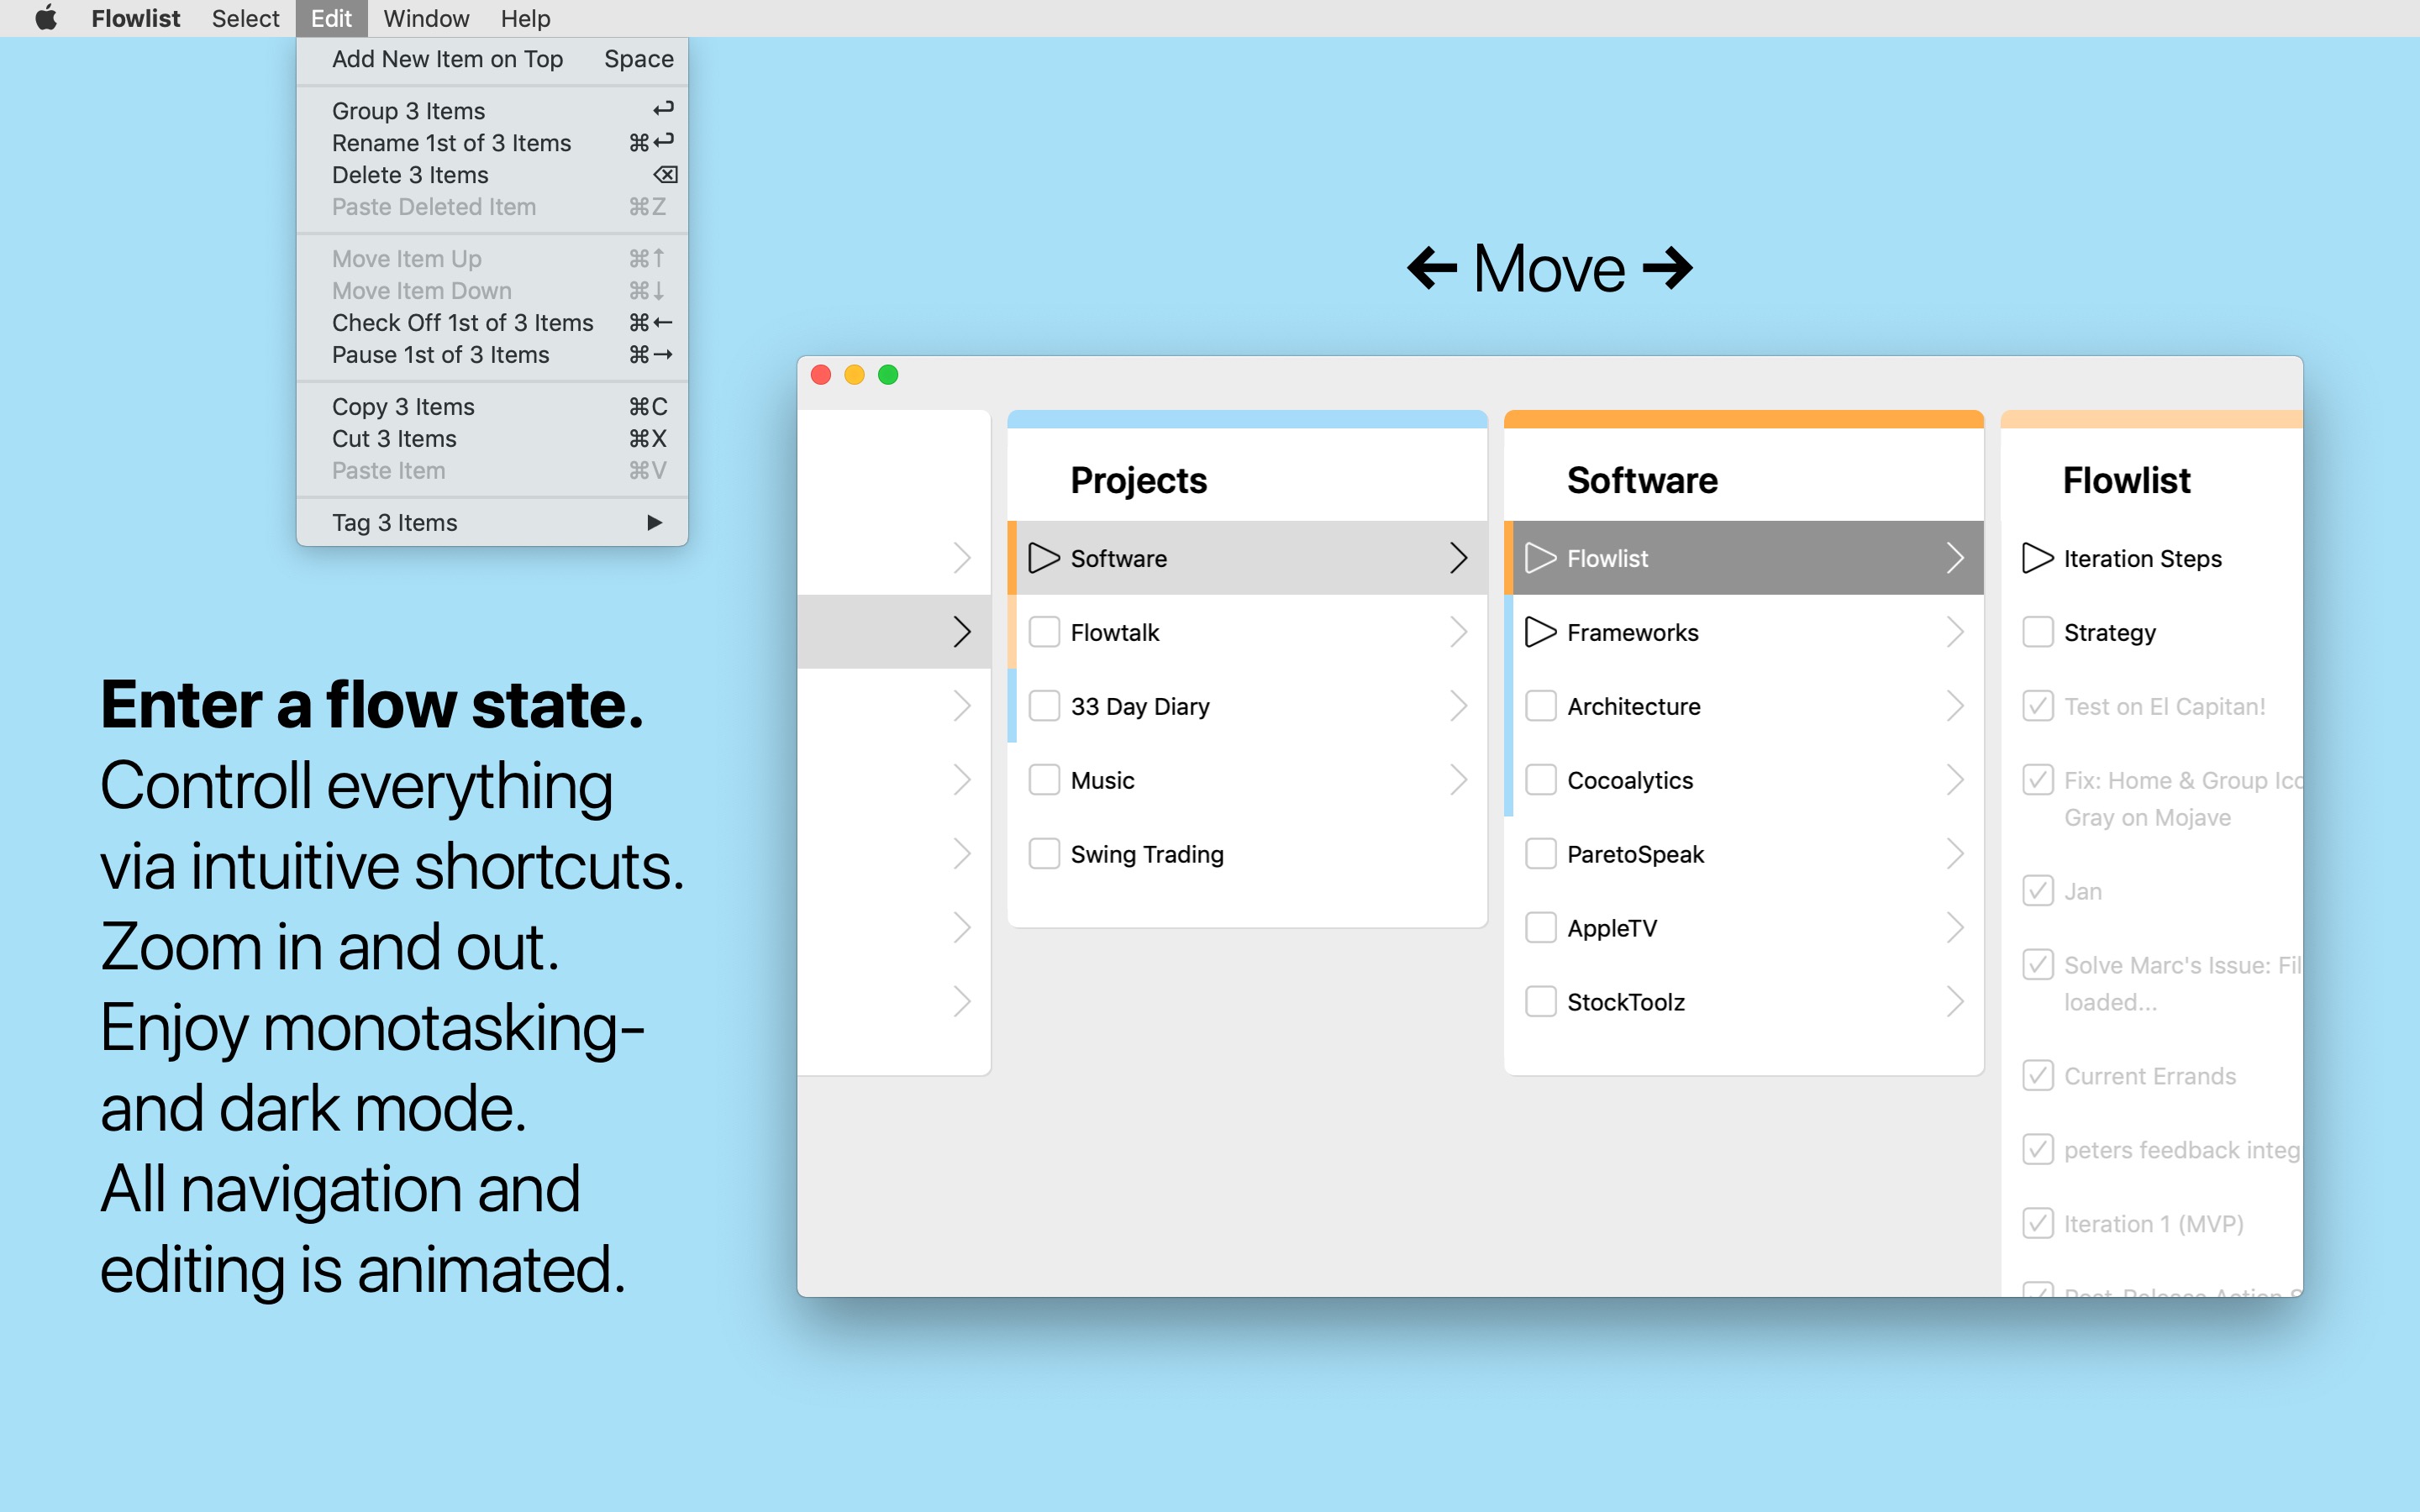 Flowlist Select Edit Window Help
Add New Item on Top Space
Group 3 Items ↩
Rename 1st of 3 Items ⌘↩
Delete 3 Items ⌫
Paste Deleted Item ⌘Z
Move Item Up ⌘↑
Move Item Down ⌘↓
Check Off 1st of 3 Items ⌘←
Pause 1st of 3 Items ⌘→
Copy 3 Items ⌘C
Cut 3 Items ⌘X
Paste Item ⌘V
Tag 3 Items ▶
Enter a flow state.
Controll everything
via intuitive shortcuts.
Zoom in and out.
Enjoy monotasking-
and dark mode.
All navigation and
editing is animated.
← Move →
Projects
Software
Flowtalk
33 Day Diary
Music
Swing Trading
Software
Flowlist
Frameworks
Architecture
Cocoalytics
ParetoSpeak
AppleTV
StockToolz
Flowlist
Iteration Steps
Strategy
Test on El Capitan!
Fix: Home & Group Ico
Gray on Mojave
Jan
Solve Marc's Issue: Fil
loaded...
Current Errands
peters feedback integ
Iteration 1 (MVP)
Post-Release Action S